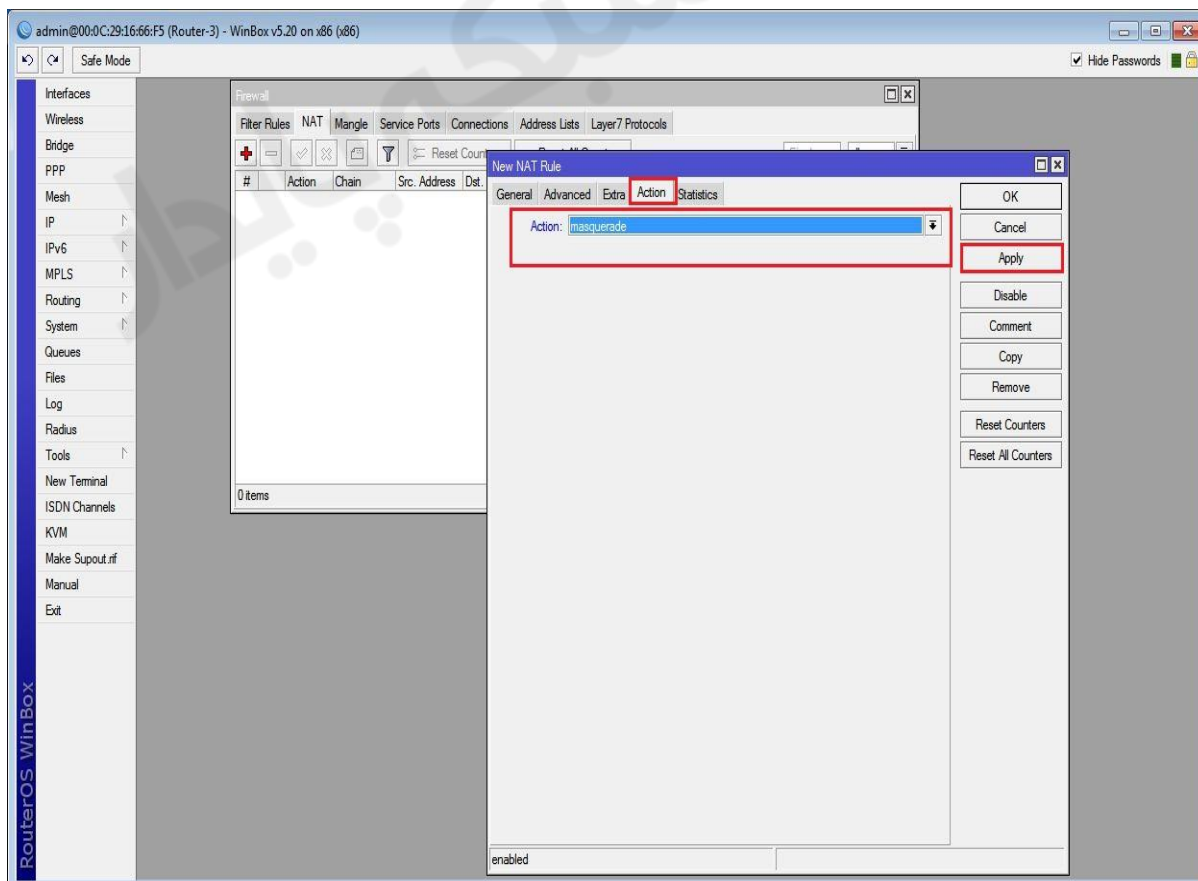 admin@00:0C:29:16:66:F5 (Router-3) - WinBox v5.20 on x86 (x86)
Safe Mode
Hide Passwords
Interfaces
Wireless
Bridge
PPP
Mesh
IP
IPv6
MPLS
Routing
System
Queues
Files
Log
Radius
Tools
New Terminal
ISDN Channels
KVM
Make Supout.rif
Manual
Exit
RouterOS WinBox
Firewall
Filter Rules NAT Mangle Service Ports Connections Address Lists Layer7 Protocols
Reset
# Action Chain Src. Address Dst.
0 items
New NAT Rule
General Advanced Extra Action Statistics
Action: masquerade
OK
Cancel
Apply
Disable
Comment
Copy
Remove
Reset Counters
Reset All Counters
enabled
شبکه پایدار